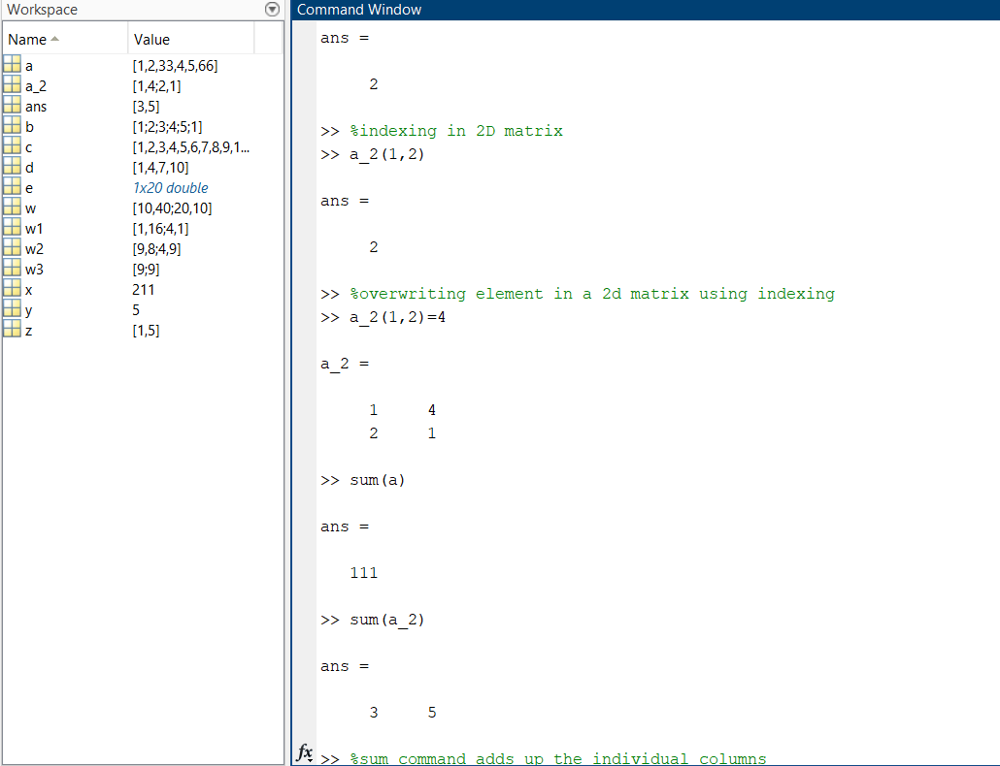 Workspace
Name Value
a [1,2,33,4,5,66]
a_2 [1,4;2,1]
ans [3,5]
b [1;2;3;4;5;1]
c [1,2,3,4,5,6,7,8,9,1...
d [1,4,7,10]
e 1x20 double
w [10,40;20,10]
w1 [1,16;4,1]
w2 [9,8;4,9]
w3 [9;9]
x 211
y 5
z [1,5]
Command Window
ans =
2
>> %indexing in 2D matrix
>> a_2(1,2)
ans =
2
>> %overwriting element in a 2d matrix using indexing
>> a_2(1,2)=4
a_2 =
1 4
2 1
>> sum(a)
ans =
111
>> sum(a_2)
ans =
3 5
fx >> %sum command adds up the individual columns